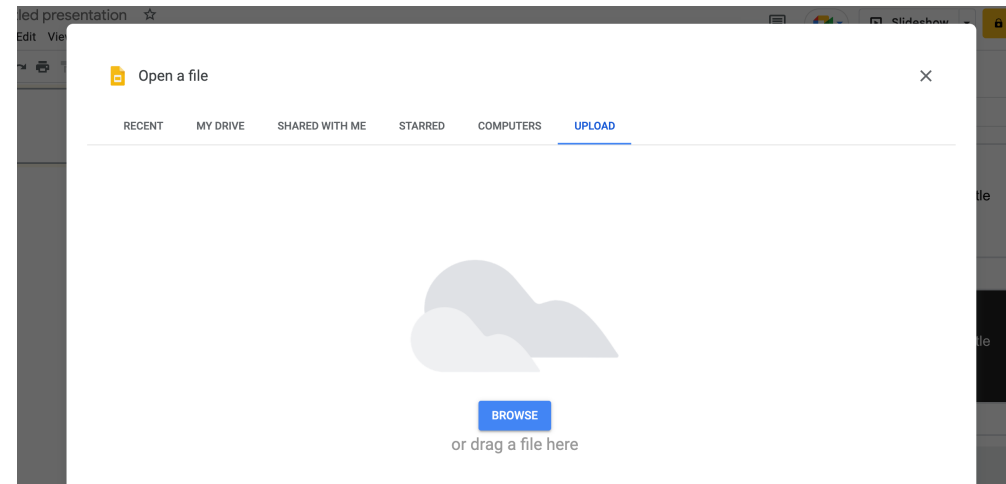 led presentation
Slideshow
Edit Vie
Open a file
RECENT MY DRIVE SHARED WITH ME STARRED COMPUTERS UPLOAD
tle
tle
BROWSE
or drag a file here